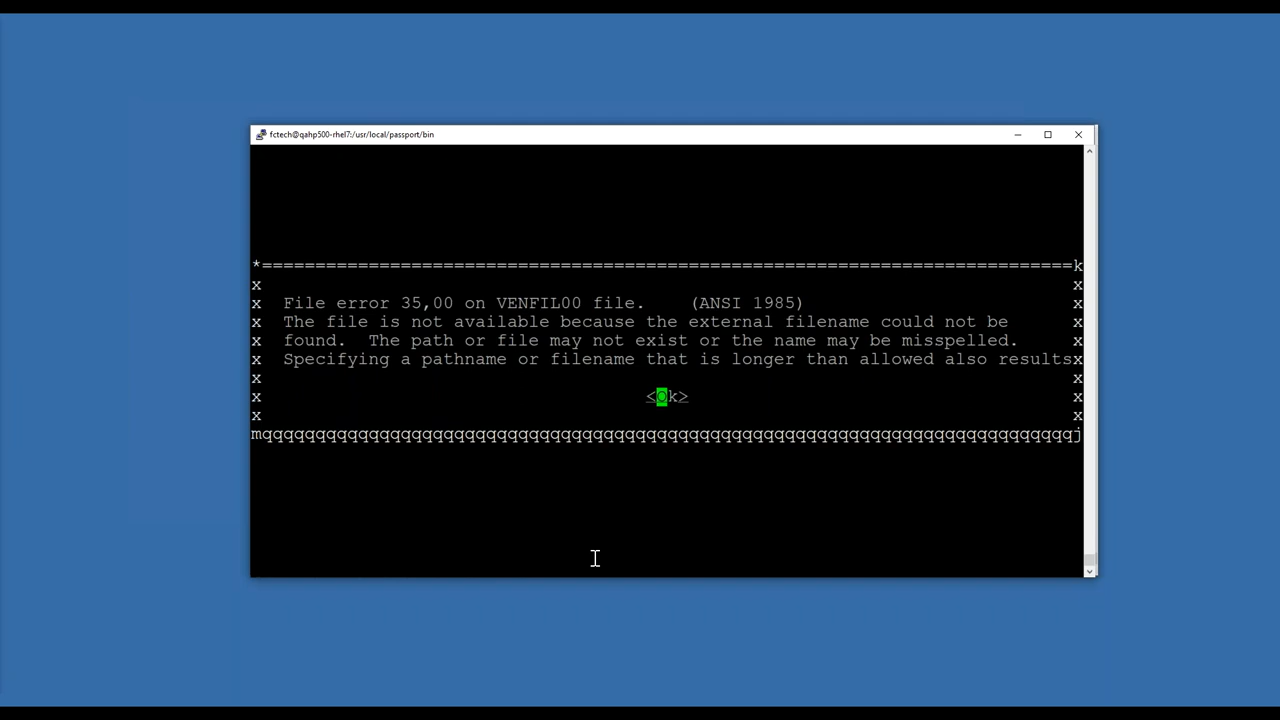 fctech@qahp500-rhel7:/usr/local/passport/bin
*============================================================================k
x x
x File error 35,00 on VENFIL00 file. (ANSI 1985) x
x The file is not available because the external filename could not be x
x found. The path or file may not exist or the name may be misspelled. x
x Specifying a pathname or filename that is longer than allowed also resultsx
x x
x <Ok> x
x x
mqqqqqqqqqqqqqqqqqqqqqqqqqqqqqqqqqqqqqqqqqqqqqqqqqqqqqqqqqqqqqqqqqqqqqqqqqqqqj